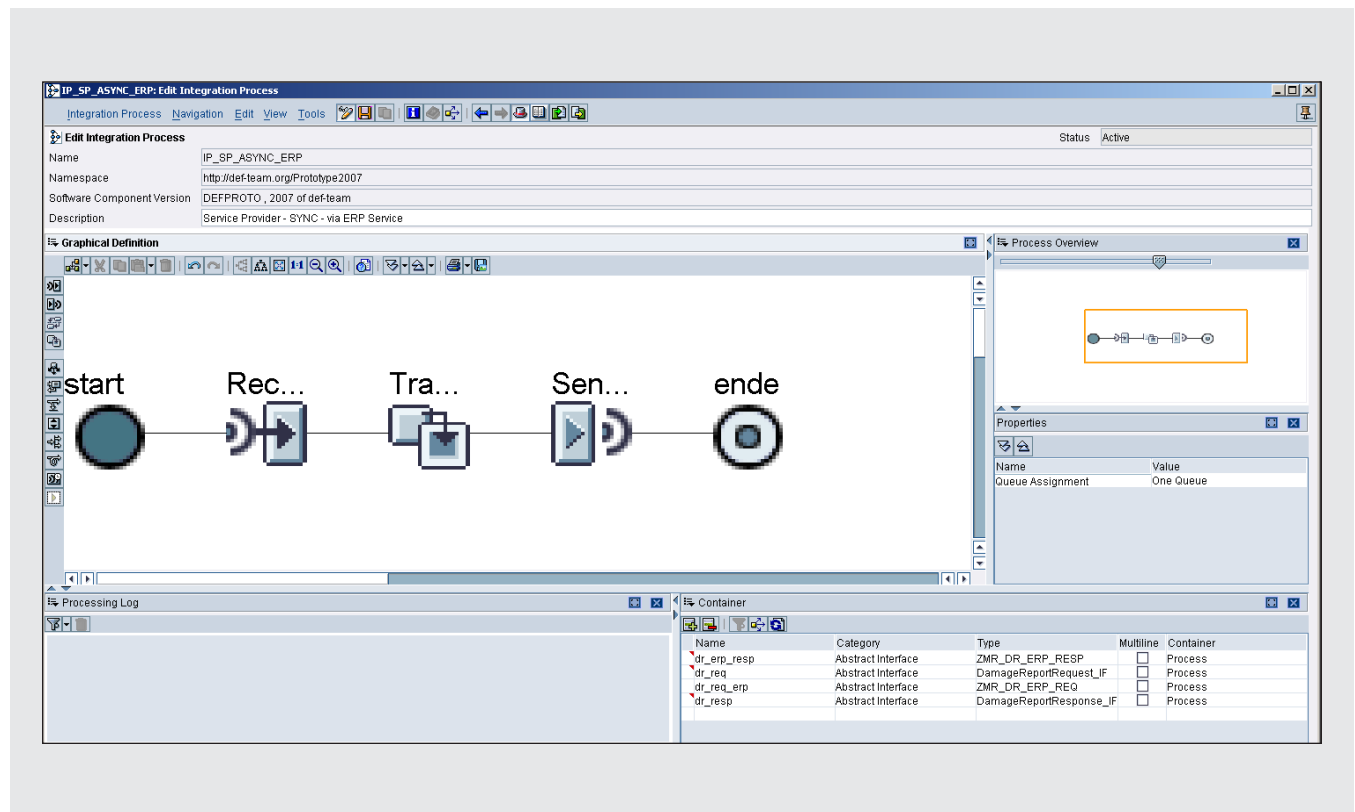 IP_SP_ASYNC_ERP: Edit Integration Process
Integration Process Navigation Edit View Tools
Edit Integration Process Status Active
Name IP_SP_ASYNC_ERP
Namespace http://def-team.org/Prototype2007
Software Component Version DEFPROTO , 2007 of def-team
Description Service Provider - SYNC - via ERP Service
Graphical Definition Process Overview
1:1
start Rec... Tra... Sen... ende
Properties
Name Value
Queue Assignment One Queue
Processing Log Container
Name Category Type Multiline Container
dr_erp_resp Abstract Interface ZMR_DR_ERP_RESP Process
dr_req Abstract Interface DamageReportRequest_IF Process
dr_req_erp Abstract Interface ZMR_DR_ERP_REQ Process
dr_resp Abstract Interface DamageReportResponse_IF Process